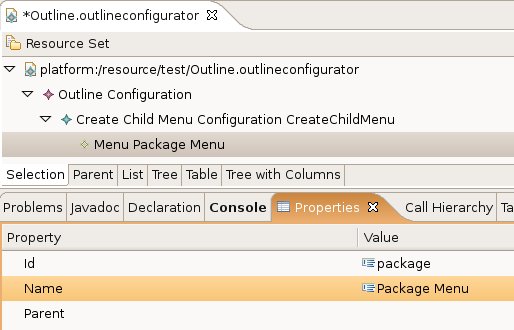 *Outline.outlineconfigurator
Resource Set
platform:/resource/test/Outline.outlineconfigurator
Outline Configuration
Create Child Menu Configuration CreateChildMenu
Menu Package Menu
Selection Parent List Tree Table Tree with Columns
Problems Javadoc Declaration Console Properties Call Hierarchy Ta
Property Value
Id package
Name Package Menu
Parent